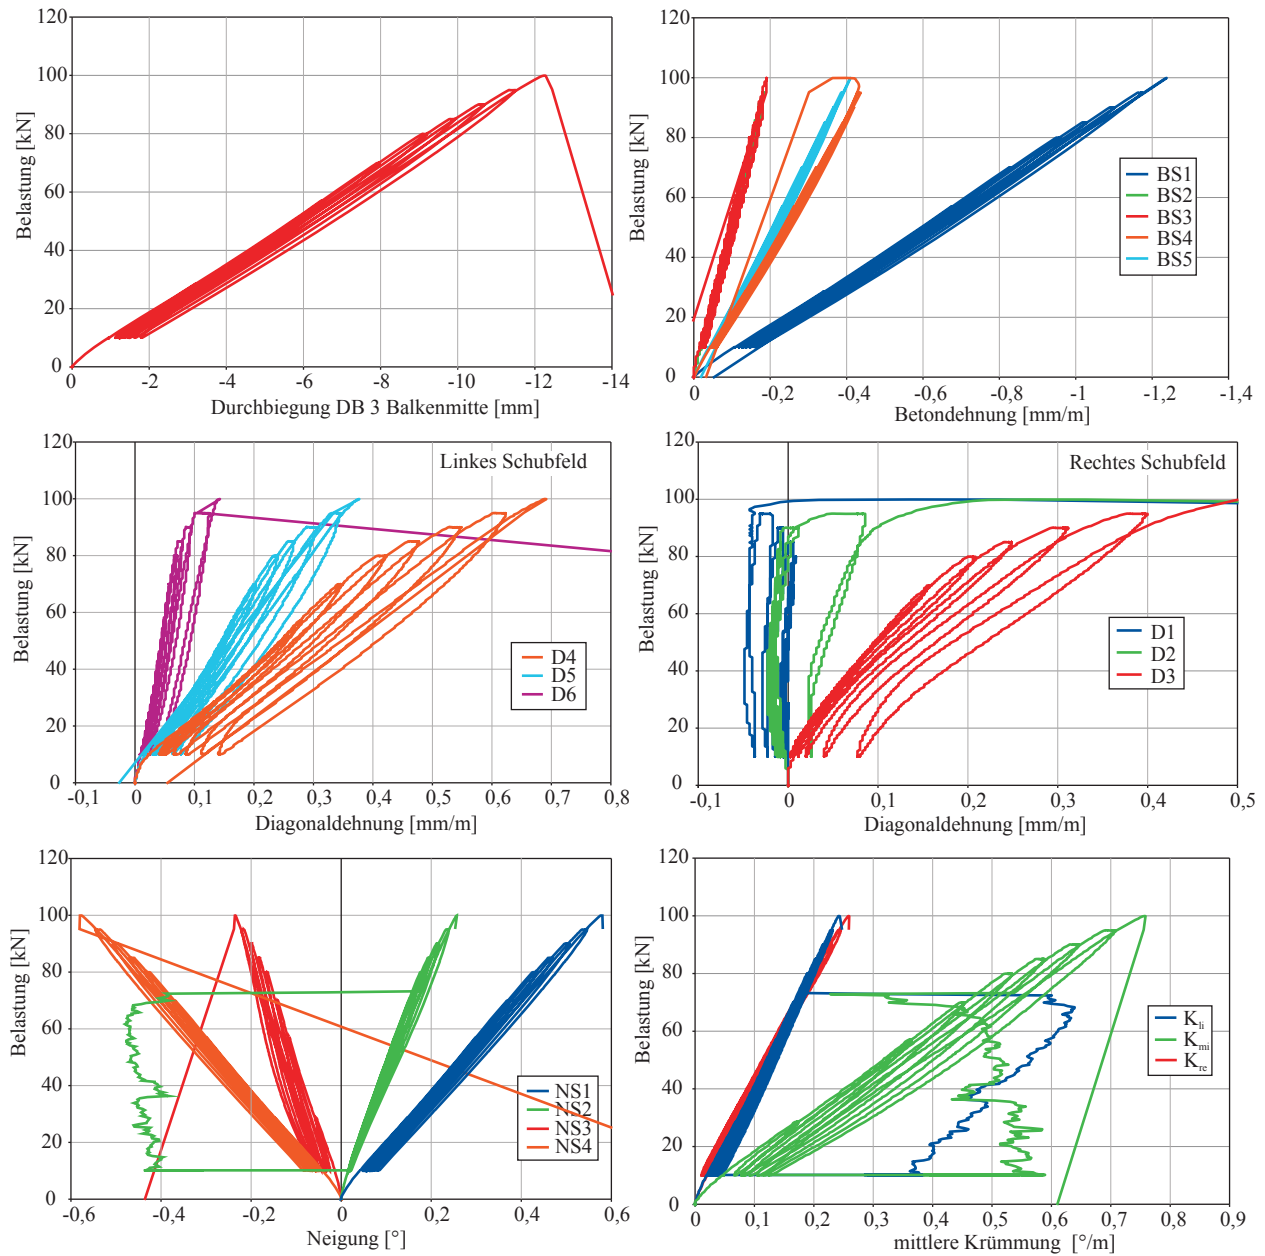 120
100
80
60
40
20
0
Belastung [kN]
0
-2
-4
-6
-8
-10
-12
-14
Durchbiegung DB 3 Balkenmitte [mm]
120
100
80
60
40
20
0
Belastung [kN]
BS1
BS2
BS3
BS4
BS5
0
-0,2
-0,4
-0,6
-0,8
-1
-1,2
-1,4
Betondehnung [mm/m]
120
100
80
60
40
20
0
Belastung [kN]
Linkes Schubfeld
D4
D5
D6
-0,1
0
0,1
0,2
0,3
0,4
0,5
0,6
0,7
0,8
Diagonaldehnung [mm/m]
120
100
80
60
40
20
0
Belastung [kN]
Rechtes Schubfeld
D1
D2
D3
-0,1
0
0,1
0,2
0,3
0,4
0,5
Diagonaldehnung [mm/m]
120
100
80
60
40
20
0
Belastung [kN]
NS1
NS2
NS3
NS4
-0,6
-0,4
-0,2
0
0,2
0,4
0,6
Neigung [°]
120
100
80
60
40
20
0
Belastung [kN]
K li
K mi
K re
0
0,1
0,2
0,3
0,4
0,5
0,6
0,7
0,8
0,9
mittlere Krümmung [°/m]